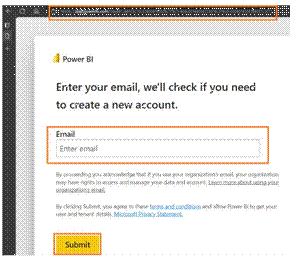 Power BI
Enter your email, we'll check if you need
to create a new account.
Email
Enter email
By proceeding you acknowledge that if you use your organization's email, your organization
may have rights to access and manage your data and account. Learn more about using your
organization's email.
By clicking Submit, you agree to these terms and conditions and allow Power BI to get your
user and tenant details. Microsoft Privacy Statement.
Submit